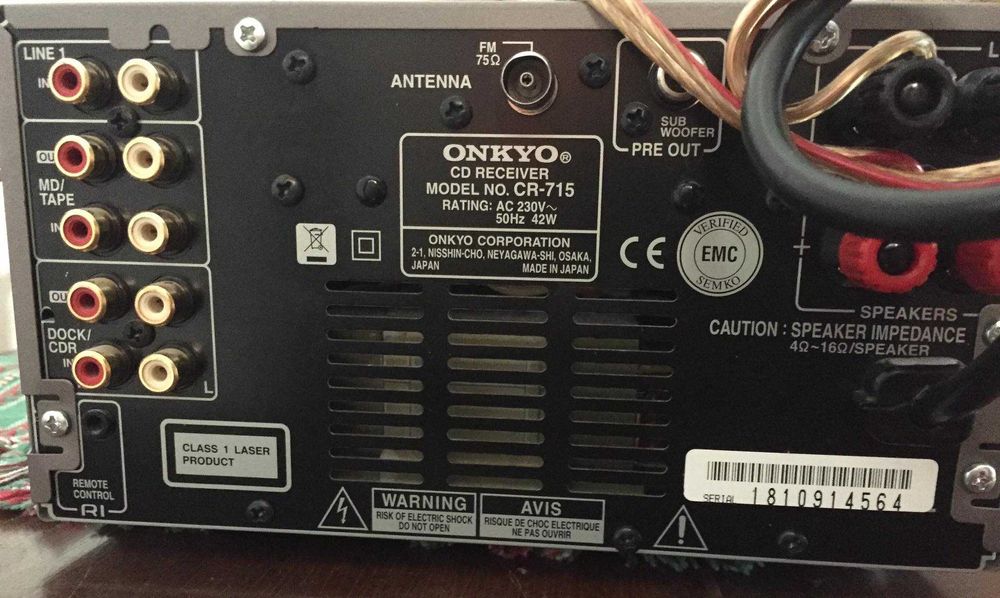 LINE 1
IN
OU
MD/
TAPE
IN
OU
DOCK/
CDR
IN
L
REMOTE
CONTROL
RI
FM
75Ω
ANTENNA
SUB
WOOFER
PRE OUT
ONKYO®
CD RECEIVER
MODEL NO. CR-715
RATING: AC 230V~
50Hz 42W
ONKYO CORPORATION
2-1, NISSHIN-CHO, NEYAGAWA-SHI, OSAKA,
JAPAN MADE IN JAPAN
CE
VERIFIED
EMC
SEMKO
L
+
SPEAKERS
CAUTION : SPEAKER IMPEDANCE
4Ω~16Ω/SPEAKER
CLASS 1 LASER
PRODUCT
WARNING
RISK OF ELECTRIC SHOCK
DO NOT OPEN
AVIS
RISQUE DE CHOC ELECTRIQUE
NE PAS OUVRIR
SERIAL 1810914564